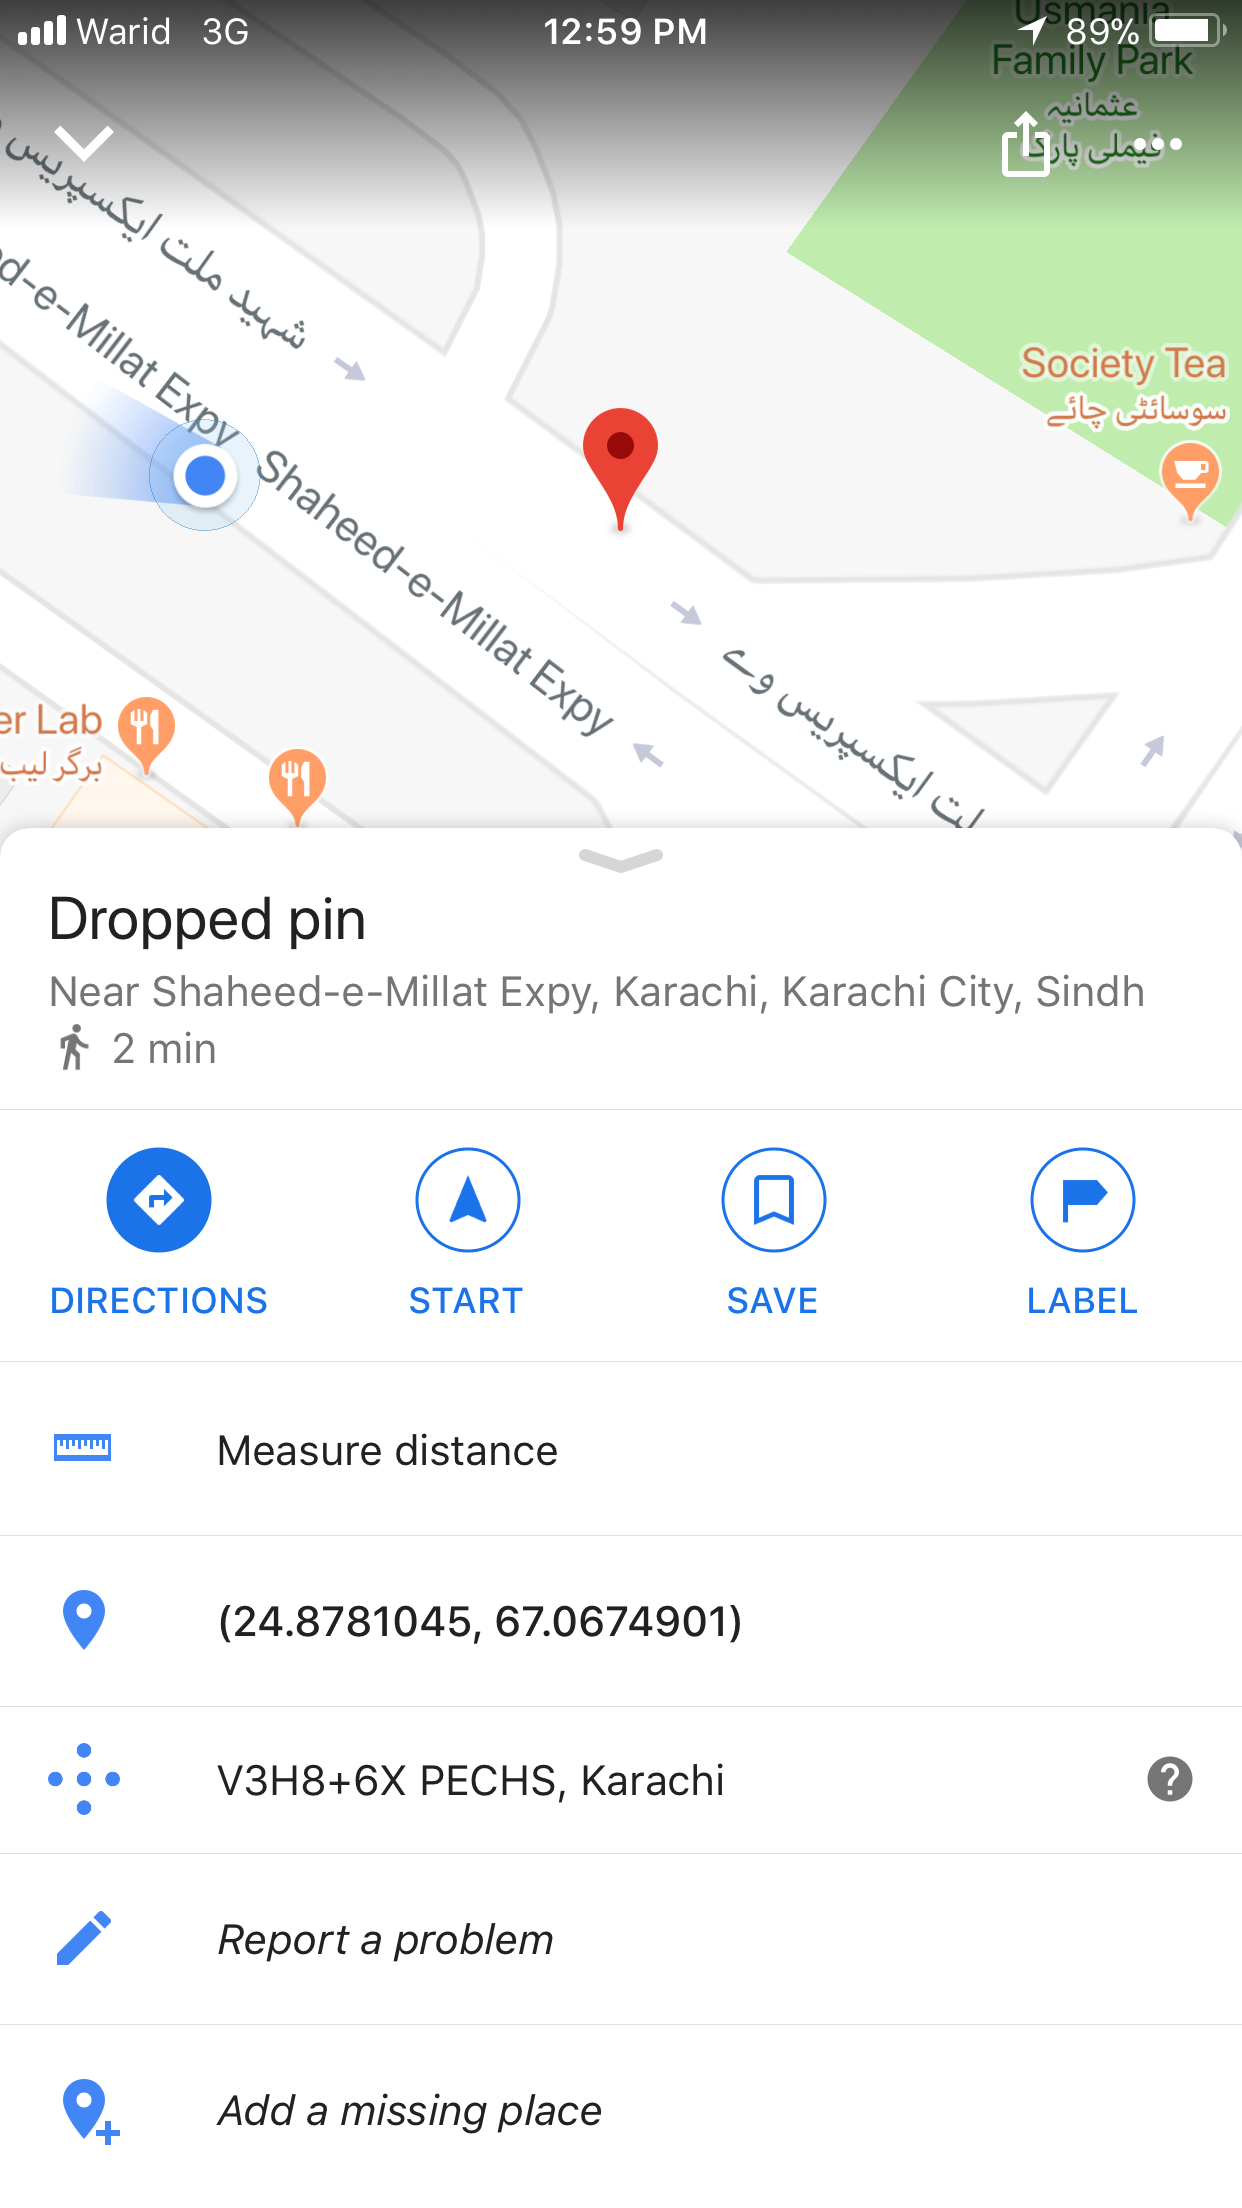 Warid 3G
12:59 PM
89%
Usmania
Family Park
عثمانیہ
فیملی پارک
شہید ملت ایکسپریس
d-e-Millat Expy
Society Tea
سوسائٹی چائے
Shaheed-e-Millat Expy
ملت ایکسپریس وے
er Lab
برگر لیب
Dropped pin
Near Shaheed-e-Millat Expy, Karachi, Karachi City, Sindh
2 min
DIRECTIONS
START
SAVE
LABEL
Measure distance
(24.8781045, 67.0674901)
V3H8+6X PECHS, Karachi
?
Report a problem
Add a missing place